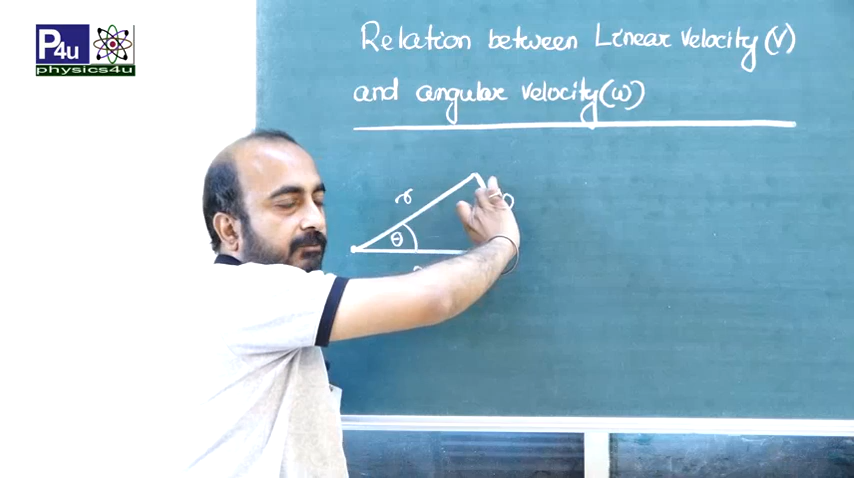 P4u
physics4u
Relation between Linear Velocity (V)
and angular velocity (ω)
r
θ